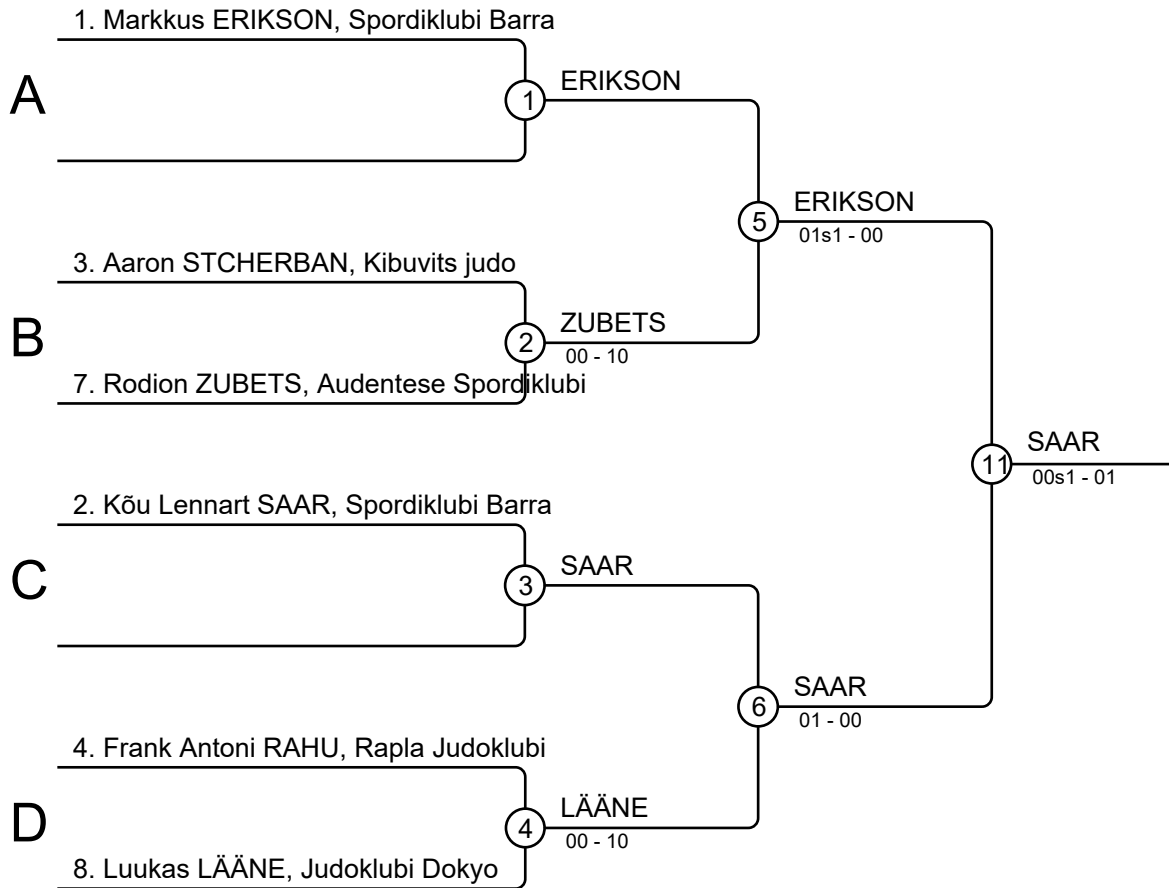 1. Markkus ERIKSON, Spordiklubi Barra
A
1
ERIKSON
5
ERIKSON
01s1 - 00
3. Aaron STCHERBAN, Kibuvits judo
B
2
ZUBETS
00 - 10
7. Rodion ZUBETS, Audentese Spordiklubi
11
SAAR
00s1 - 01
2. Kõu Lennart SAAR, Spordiklubi Barra
C
3
SAAR
6
SAAR
01 - 00
4. Frank Antoni RAHU, Rapla Judoklubi
D
4
LÄÄNE
00 - 10
8. Luukas LÄÄNE, Judoklubi Dokyo